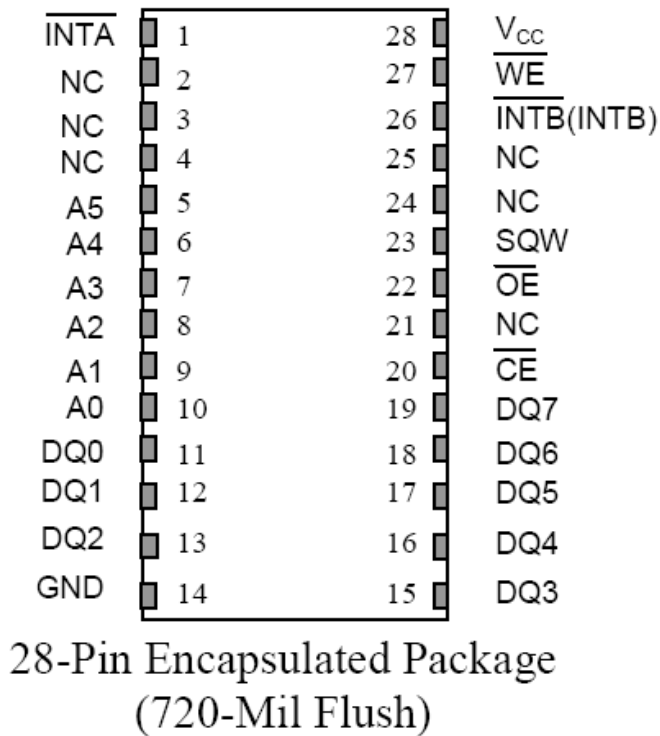 INTA 1 28 VCC
NC 2 27 WE
NC 3 26 INTB(INTB)
NC 4 25 NC
A5 5 24 NC
A4 6 23 SQW
A3 7 22 OE
A2 8 21 NC
A1 9 20 CE
A0 10 19 DQ7
DQ0 11 18 DQ6
DQ1 12 17 DQ5
DQ2 13 16 DQ4
GND 14 15 DQ3
28-Pin Encapsulated Package
(720-Mil Flush)